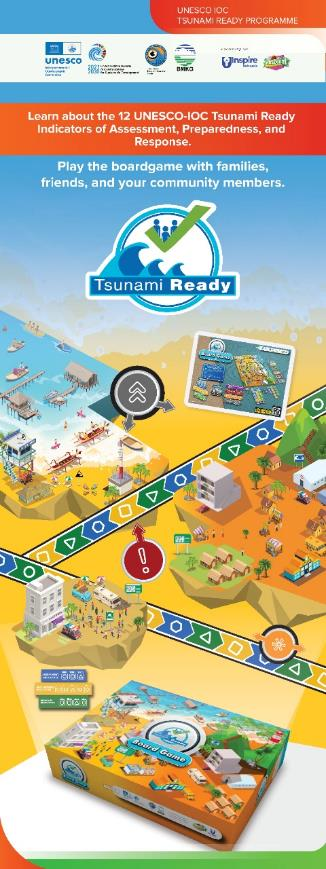 UNESCO IOC
TSUNAMI READY PROGRAMME
unesco
BMKG
UInspire
Learn about the 12 UNESCO-IOC Tsunami Ready
Indicators of Assessment, Preparedness, and
Response.
Play the boardgame with families,
friends, and your community members.
Tsunami Ready
Board Game